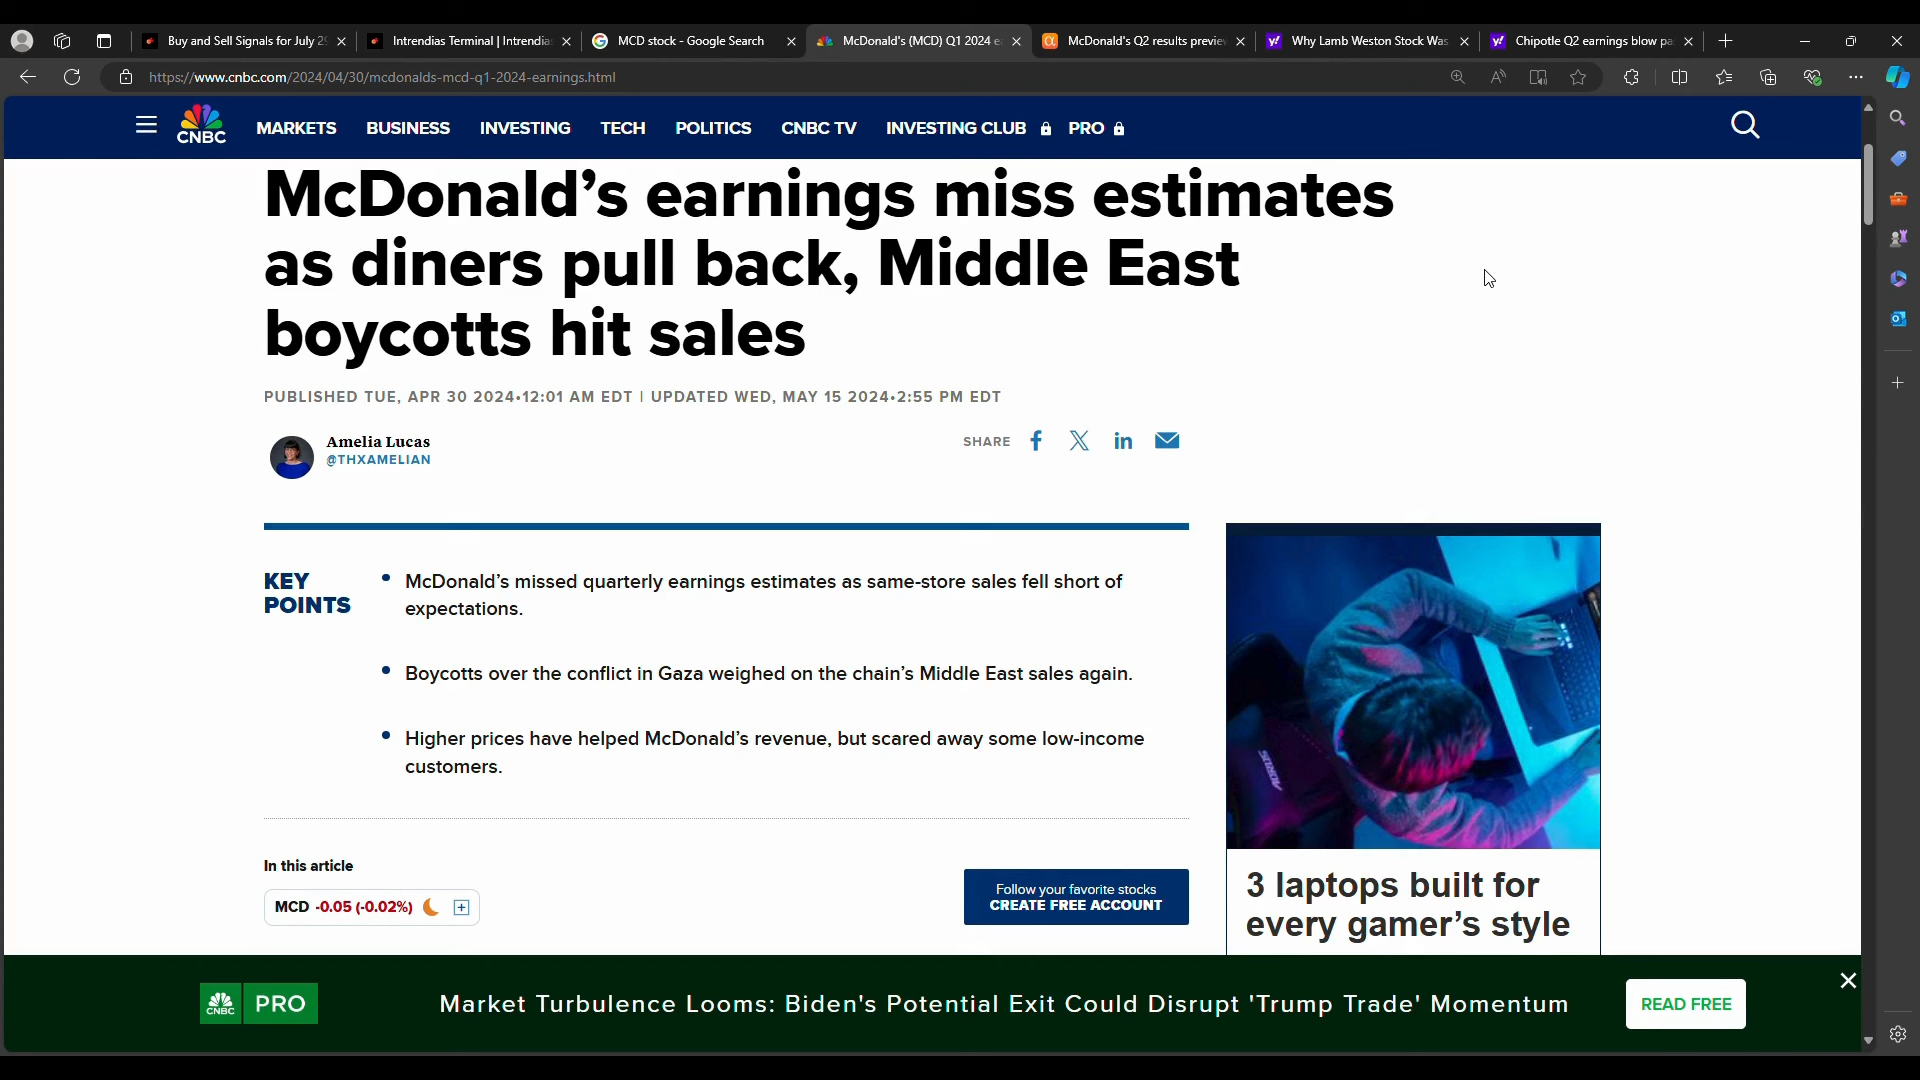 Buy and Sell Signals for July 29
Intrendias Terminal | Intrendias
MCD stock - Google Search
McDonald's (MCD) Q1 2024 e
McDonald's Q2 results previe
Why Lamb Weston Stock Was
Chipotle Q2 earnings blow pa
https://www.cnbc.com/2024/04/30/mcdonalds-mcd-q1-2024-earnings.html
CNBC
MARKETS BUSINESS INVESTING TECH POLITICS CNBC TV INVESTING CLUB PRO
McDonald’s earnings miss estimates
as diners pull back, Middle East
boycotts hit sales
PUBLISHED TUE, APR 30 2024•12:01 AM EDT | UPDATED WED, MAY 15 2024•2:55 PM EDT
Amelia Lucas
@THXAMELIAN
SHARE
KEY
POINTS
McDonald’s missed quarterly earnings estimates as same-store sales fell short of
expectations.
Boycotts over the conflict in Gaza weighed on the chain’s Middle East sales again.
Higher prices have helped McDonald’s revenue, but scared away some low-income
customers.
AORUS
In this article
MCD -0.05 (-0.02%)
Follow your favorite stocks
CREATE FREE ACCOUNT
3 laptops built for
every gamer’s style
CNBC PRO
Market Turbulence Looms: Biden's Potential Exit Could Disrupt 'Trump Trade' Momentum
READ FREE